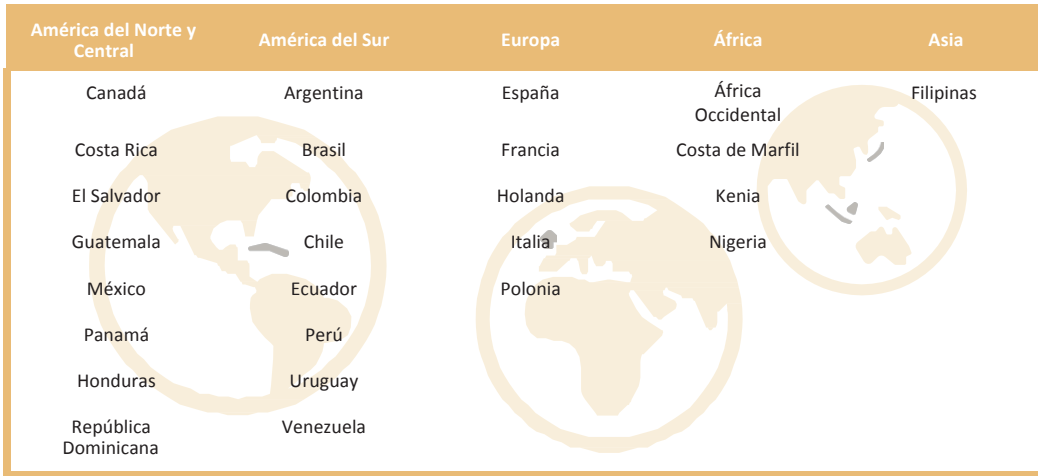 América del Norte y
Central
América del Sur
Europa
África
Asia
Canadá
Argentina
España
África
Occidental
Filipinas
Costa Rica
Brasil
Francia
Costa de Marfil
El Salvador
Colombia
Holanda
Kenia
Guatemala
Chile
Italia
Nigeria
México
Ecuador
Polonia
Panamá
Perú
Honduras
Uruguay
República
Dominicana
Venezuela